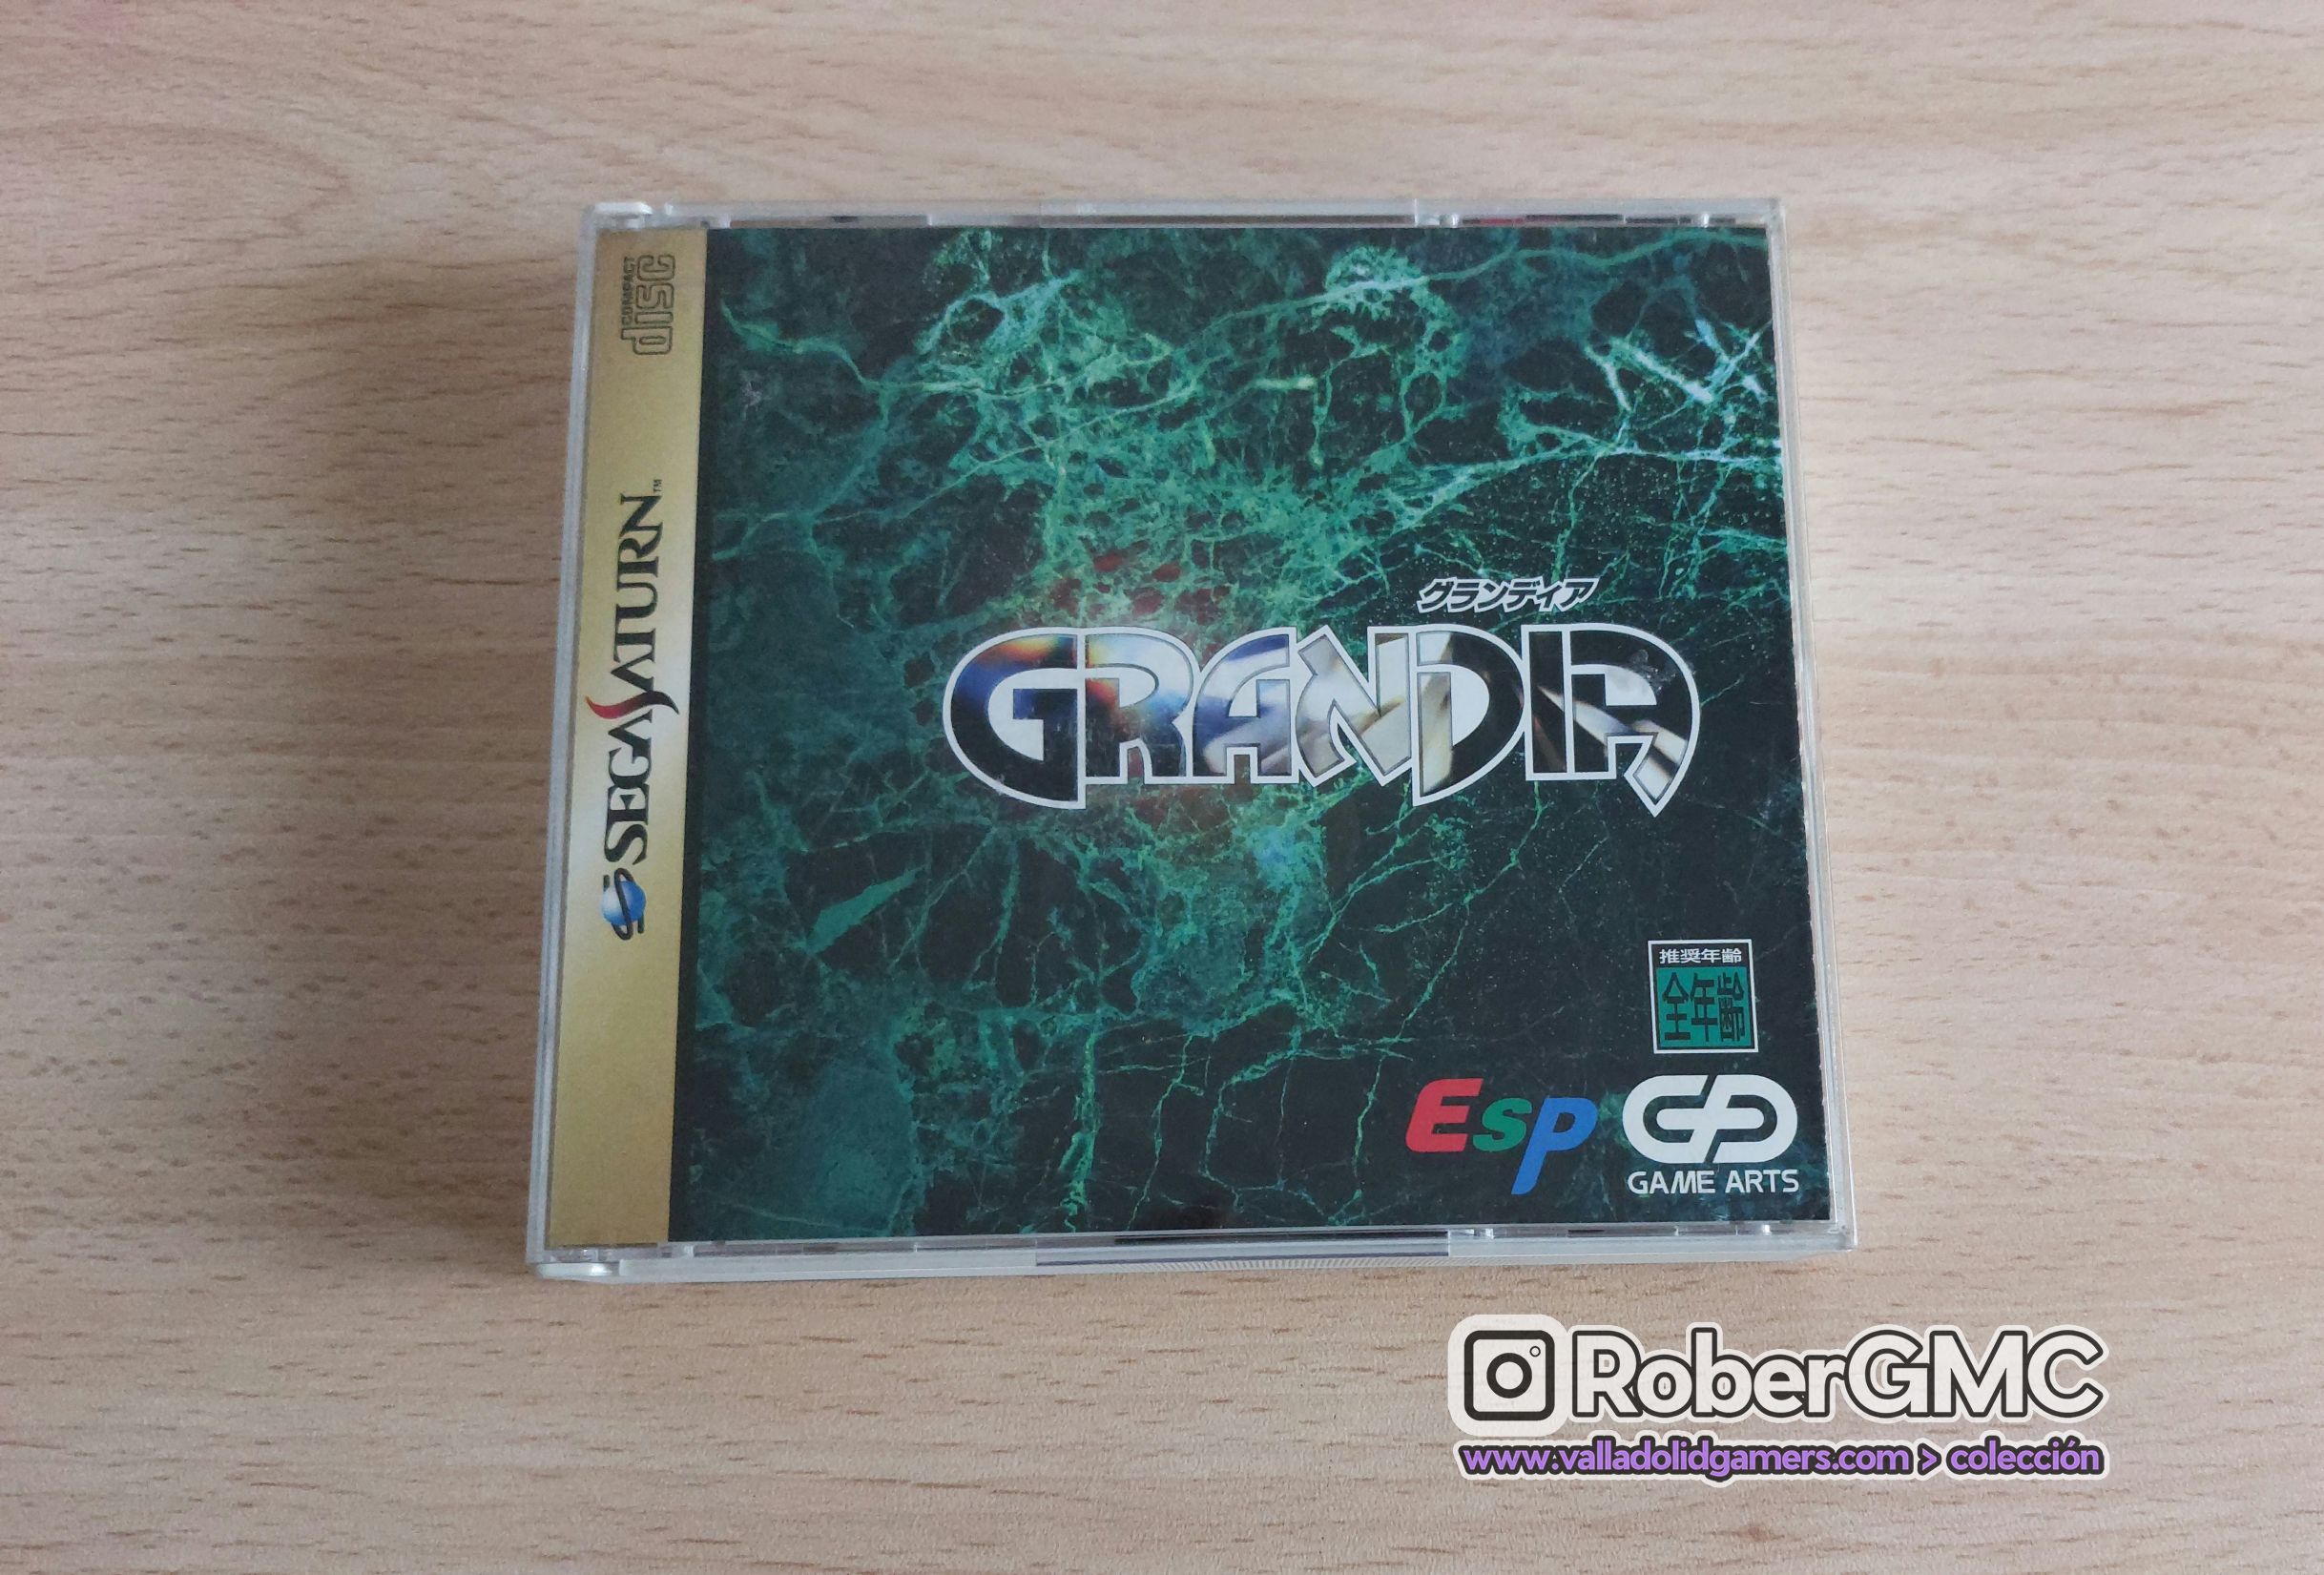 COMPACT
disc
SEGA SATURN™
グランディア
GRANDIA
推奨年齢
全年齢
Esp
GAME ARTS
RoberGMC
www.valladolidgamers.com > colección